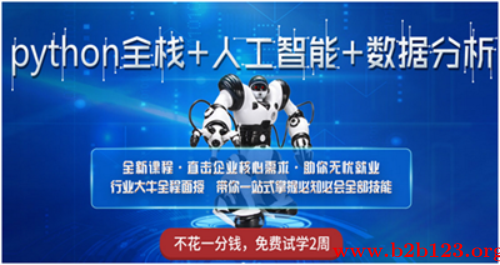 python全栈+人工智能+数据分析
全新课程·直击企业核心需求·助你无忧就业
行业大牛全程面授 带你一站式掌握必知必会全部技能
不花一分钱，免费试学2周
www.b2b123.org